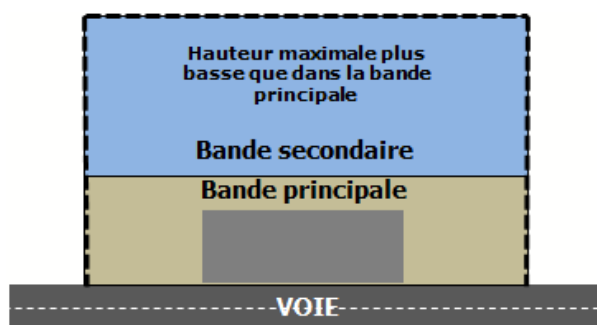 Hauteur maximale plus
basse que dans la bande
principale
Bande secondaire
Bande principale
VOIE